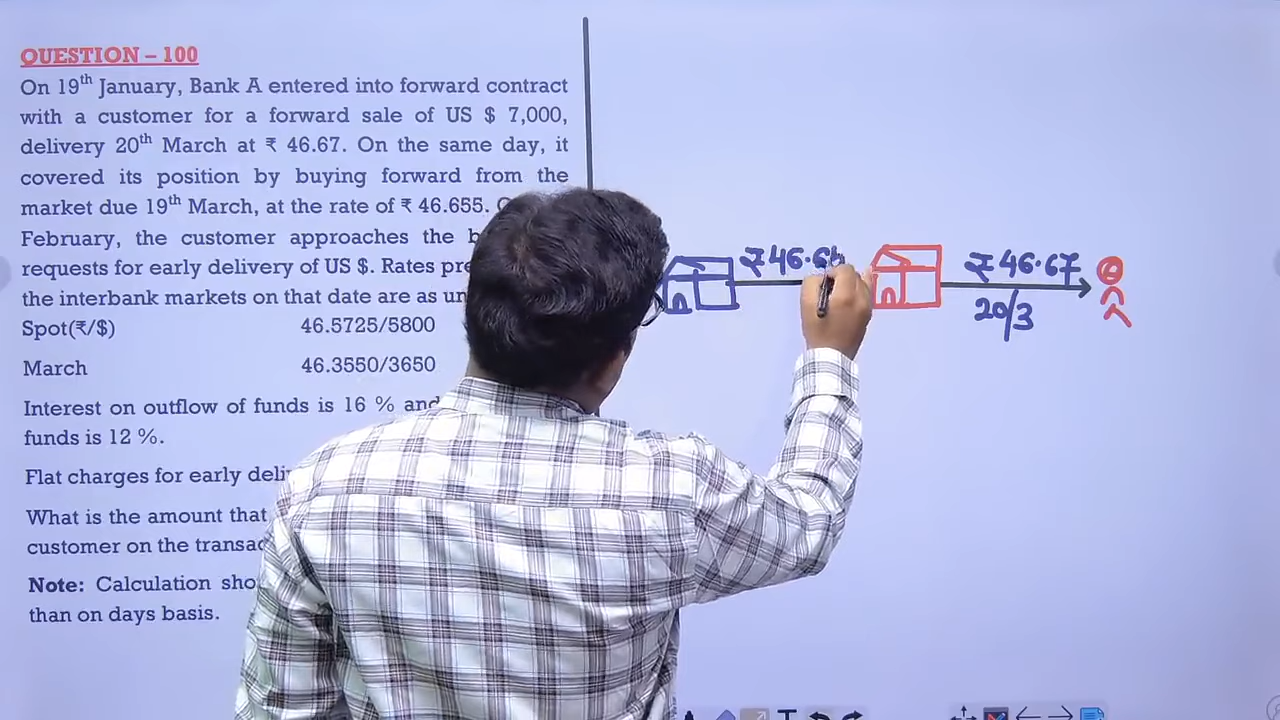 QUESTION – 100
On 19th January, Bank A entered into forward contract
with a customer for a forward sale of US $ 7,000,
delivery 20th March at ₹ 46.67. On the same day, it
covered its position by buying forward from the
market due 19th March, at the rate of ₹ 46.655.
February, the customer approaches the
requests for early delivery of US $. Rates
the interbank markets on that date are as
Spot(₹/$) 46.5725/5800
March 46.3550/3650
Interest on outflow of funds is 16 % and
funds is 12 %.
Flat charges for early
What is the amount that
customer on the
Note: Calculation
than on days basis.
₹46.67
20/3